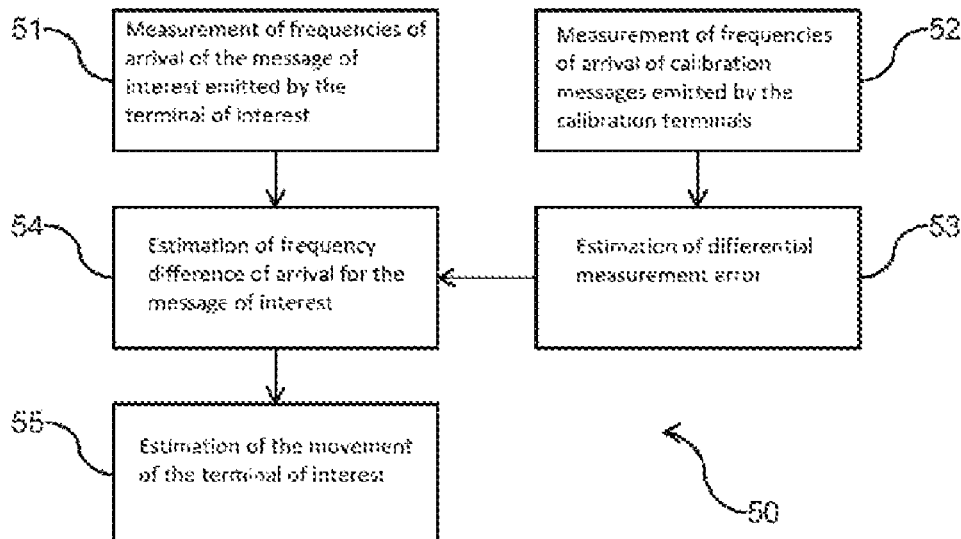 51
Measurement of frequencies of
arrival of the message of
interest emitted by the
terminal of interest
52
Measurement of frequencies
of arrival of calibration
messages emitted by the
calibration terminals
54
Estimation of frequency
difference of arrival for the
message of interest
53
Estimation of differential
measurement error
55
Estimation of the movement
of the terminal of interest
50